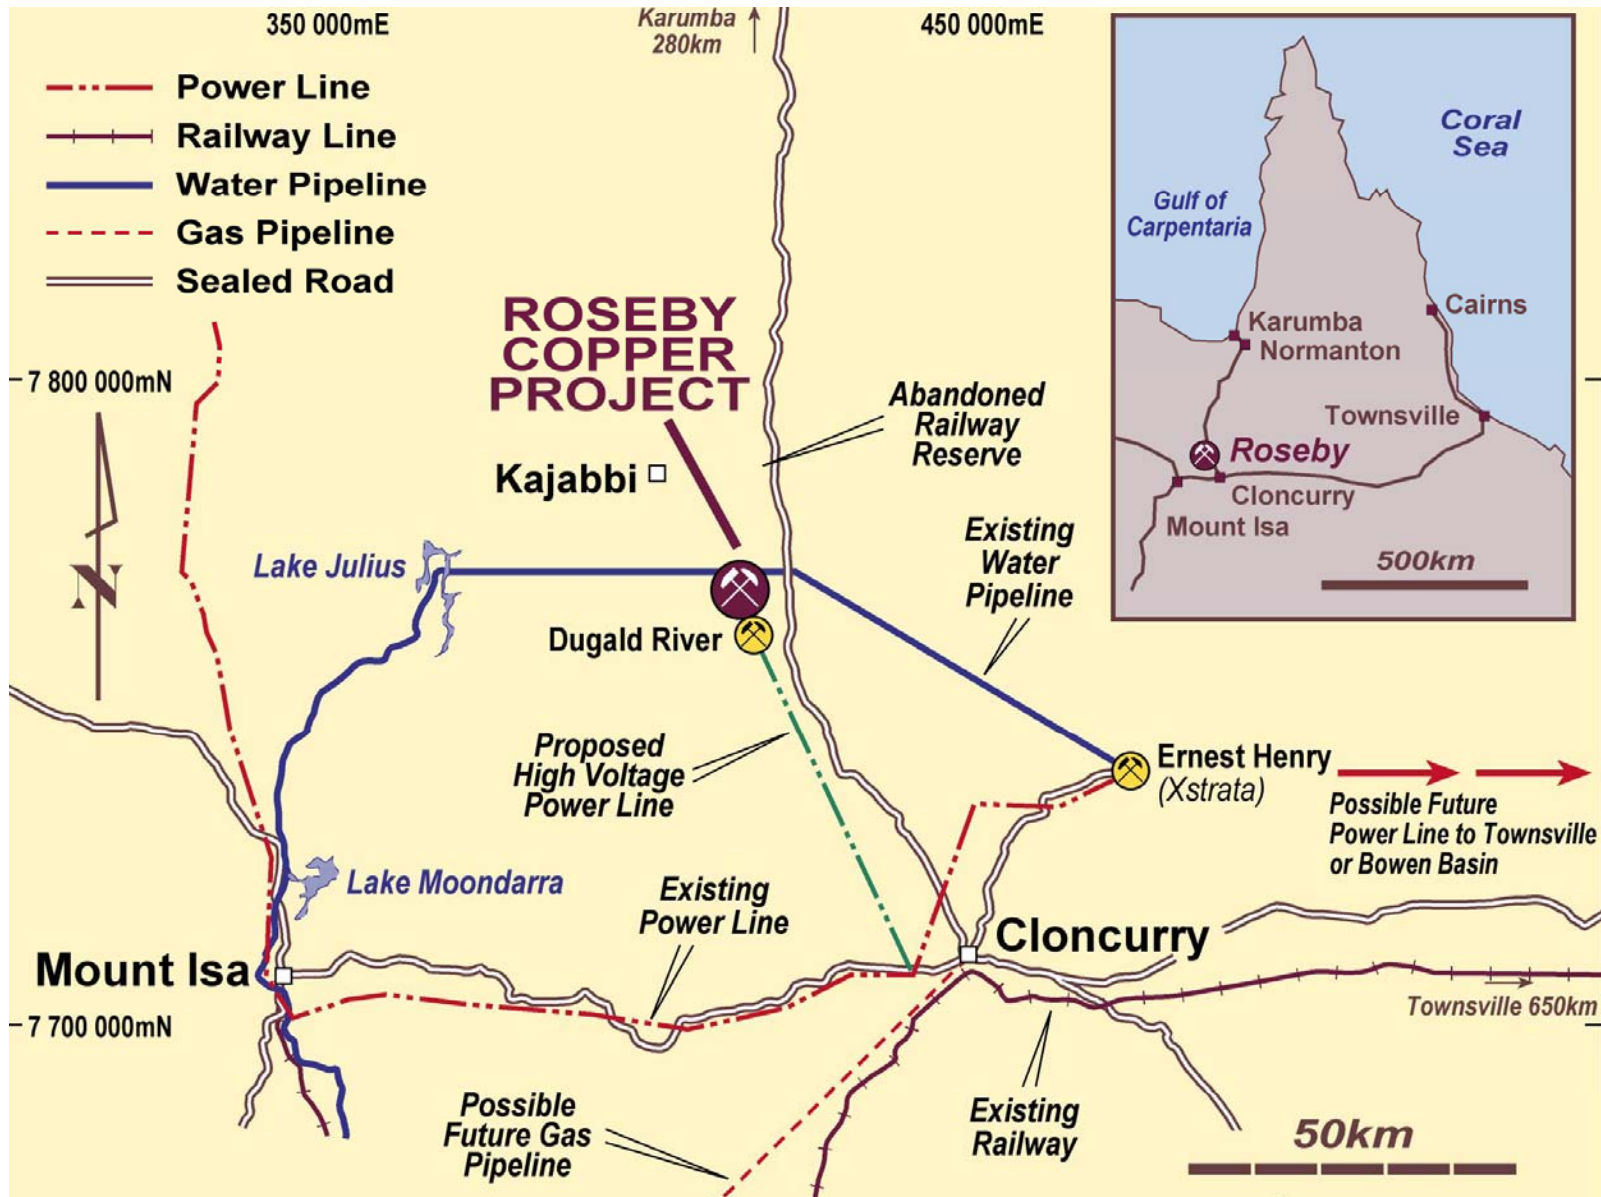 350 000mE
Karumba
280km
450 000mE
Power Line
Railway Line
Water Pipeline
Gas Pipeline
Sealed Road
Coral
Sea
Gulf of
Carpentaria
Cairns
Karumba
Normanton
Townsville
Roseby
Cloncurry
Mount Isa
500km
ROSEBY
COPPER
PROJECT
7 800 000mN
Abandoned
Railway
Reserve
Kajabbi
N
Existing
Water
Pipeline
Lake Julius
Dugald River
Proposed
High Voltage
Power Line
Ernest Henry
(Xstrata)
Possible Future
Power Line to Townsville
or Bowen Basin
Lake Moondarra
Existing
Power Line
Cloncurry
Mount Isa
Townsville 650km
7 700 000mN
Possible
Future Gas
Pipeline
Existing
Railway
50km